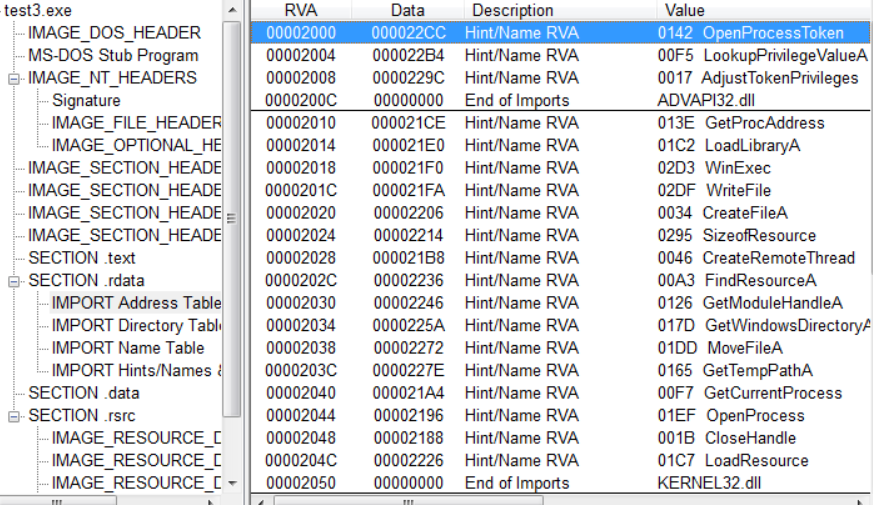 test3.exe
IMAGE_DOS_HEADER
MS-DOS Stub Program
IMAGE_NT_HEADERS
Signature
IMAGE_FILE_HEADER
IMAGE_OPTIONAL_HE
IMAGE_SECTION_HEADE
IMAGE_SECTION_HEADE
IMAGE_SECTION_HEADE
IMAGE_SECTION_HEADE
SECTION .text
SECTION .rdata
IMPORT Address Table
IMPORT Directory Tabl
IMPORT Name Table
IMPORT Hints/Names &
SECTION .data
SECTION .rsrc
IMAGE_RESOURCE_D
IMAGE_RESOURCE_D
IMAGE_RESOURCE_D
RVA Data Description Value
00002000 000022CC Hint/Name RVA 0142 OpenProcessToken
00002004 000022B4 Hint/Name RVA 00F5 LookupPrivilegeValueA
00002008 0000229C Hint/Name RVA 0017 AdjustTokenPrivileges
0000200C 00000000 End of Imports ADVAPI32.dll
00002010 000021CE Hint/Name RVA 013E GetProcAddress
00002014 000021E0 Hint/Name RVA 01C2 LoadLibraryA
00002018 000021F0 Hint/Name RVA 02D3 WinExec
0000201C 000021FA Hint/Name RVA 02DF WriteFile
00002020 00002206 Hint/Name RVA 0034 CreateFileA
00002024 00002214 Hint/Name RVA 0295 SizeofResource
00002028 000021B8 Hint/Name RVA 0046 CreateRemoteThread
0000202C 00002236 Hint/Name RVA 00A3 FindResourceA
00002030 00002246 Hint/Name RVA 0126 GetModuleHandleA
00002034 0000225A Hint/Name RVA 017D GetWindowsDirectoryA
00002038 00002272 Hint/Name RVA 01DD MoveFileA
0000203C 0000227E Hint/Name RVA 0165 GetTempPathA
00002040 000021A4 Hint/Name RVA 00F7 GetCurrentProcess
00002044 00002196 Hint/Name RVA 01EF OpenProcess
00002048 00002188 Hint/Name RVA 001B CloseHandle
0000204C 00002226 Hint/Name RVA 01C7 LoadResource
00002050 00000000 End of Imports KERNEL32.dll